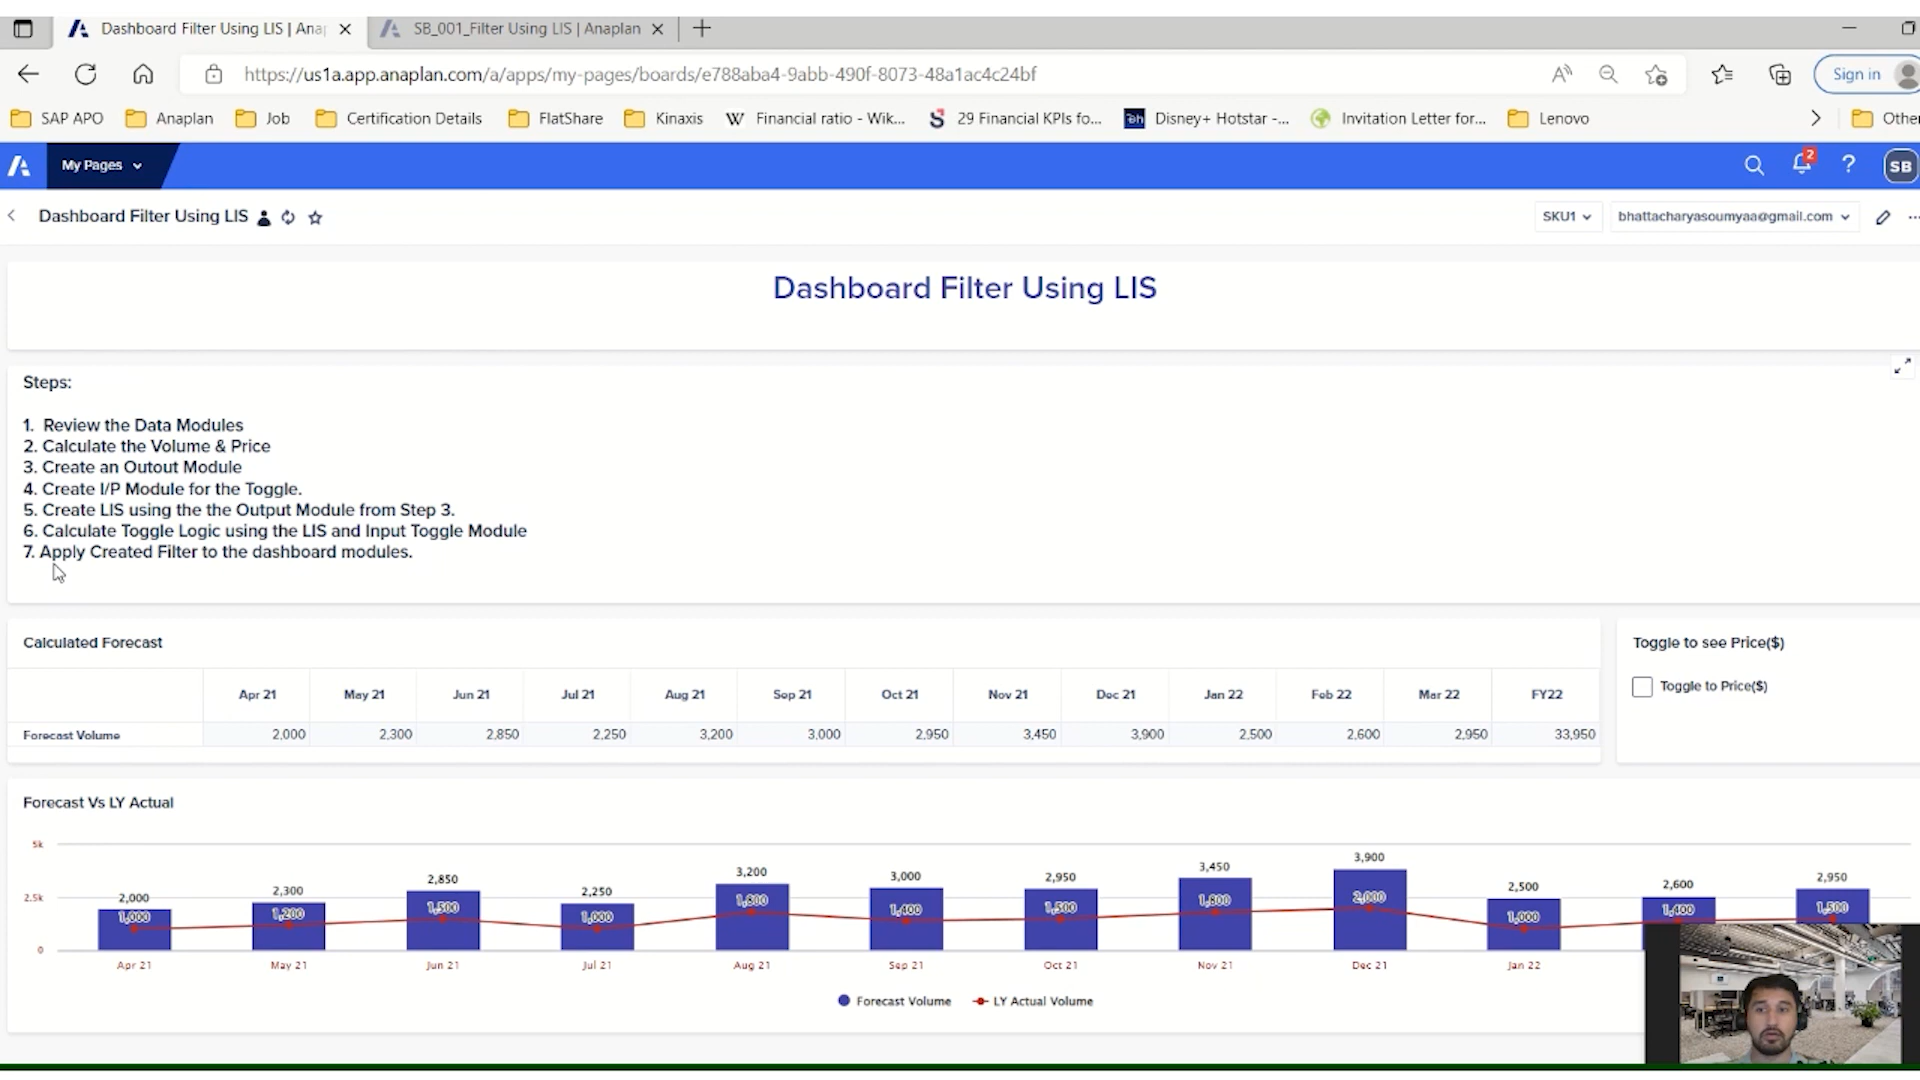 Dashboard Filter Using LIS | Ana
SB_001_Filter Using LIS | Anaplan
https://us1a.app.anaplan.com/a/apps/my-pages/boards/e788aba4-9abb-490f-8073-48a1ac4c24bf
Sign in
SAP APO
Anaplan
Job
Certification Details
FlatShare
Kinaxis
W Financial ratio - Wik...
29 Financial KPIs fo...
Disney+ Hotstar -...
Invitation Letter for...
Lenovo
Other
My Pages
2
?
SB
Dashboard Filter Using LIS
SKU1
bhattacharyasoumyaa@gmail.com
Dashboard Filter Using LIS
Steps:
1. Review the Data Modules
2. Calculate the Volume & Price
3. Create an Outout Module
4. Create I/P Module for the Toggle.
5. Create LIS using the the Output Module from Step 3.
6. Calculate Toggle Logic using the LIS and Input Toggle Module
7. Apply Created Filter to the dashboard modules.
Calculated Forecast
Toggle to see Price($)
Apr 21 May 21 Jun 21 Jul 21 Aug 21 Sep 21 Oct 21 Nov 21 Dec 21 Jan 22 Feb 22 Mar 22 FY22
Toggle to Price($)
Forecast Volume 2,000 2,300 2,850 2,250 3,200 3,000 2,950 3,450 3,900 2,500 2,600 2,950 33,950
Forecast Vs LY Actual
5k
2.5k
0
2,000 2,300 2,850 2,250 3,200 3,000 2,950 3,450 3,900 2,500 2,600 2,950
1,000 1,200 1,500 1,000 1,800 1,400 1,500 1,800 2,000 1,000 1,400 1,500
Apr 21 May 21 Jun 21 Jul 21 Aug 21 Sep 21 Oct 21 Nov 21 Dec 21 Jan 22
Forecast Volume LY Actual Volume